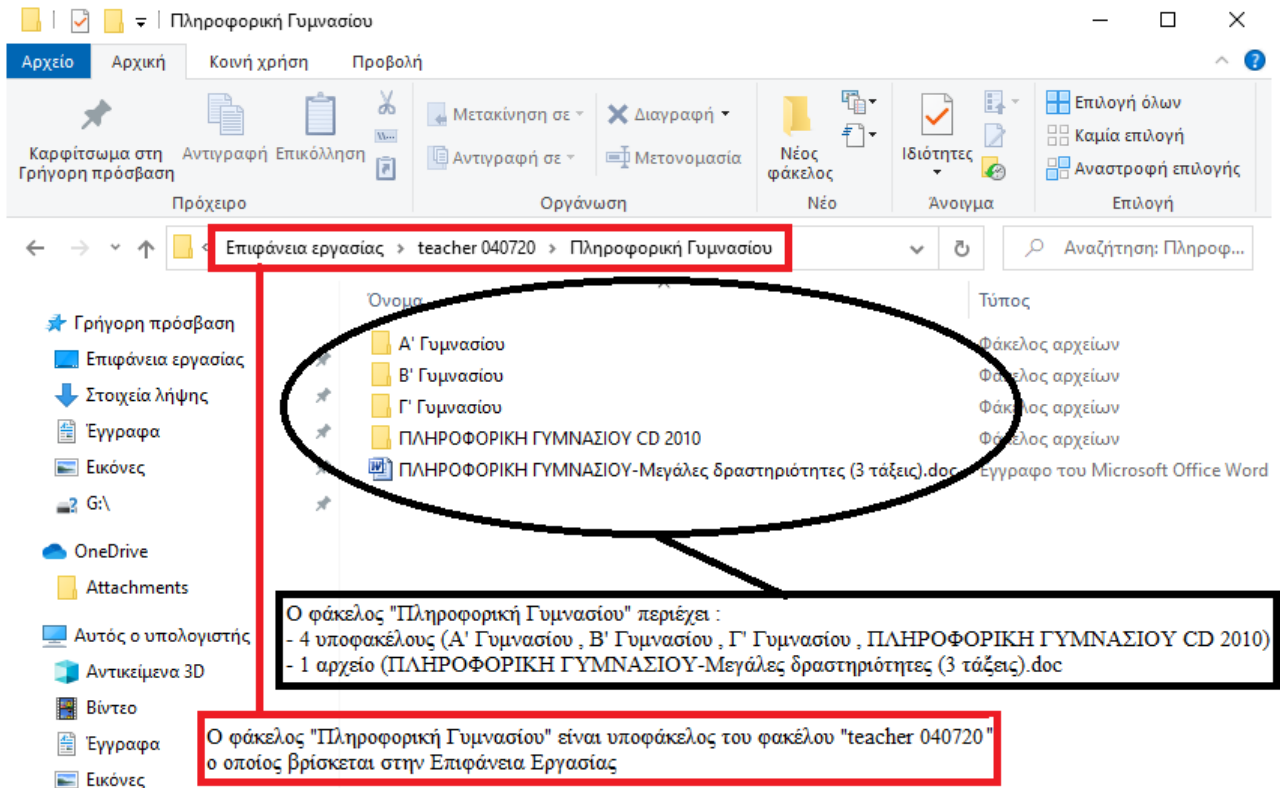 Πληροφορική Γυμνασίου
Αρχείο Αρχική Κοινή χρήση Προβολή
Καρφίτσωμα στη Γρήγορη πρόσβαση
Αντιγραφή
Επικόλληση
Πρόχειρο
Μετακίνηση σε
Αντιγραφή σε
Διαγραφή
Μετονομασία
Οργάνωση
Νέος φάκελος
Νέο
Ιδιότητες
Άνοιγμα
Επιλογή όλων
Καμία επιλογή
Αναστροφή επιλογής
Επιλογή
Επιφάνεια εργασίας › teacher 040720 › Πληροφορική Γυμνασίου
Αναζήτηση: Πληροφ...
Γρήγορη πρόσβαση
Επιφάνεια εργασίας
Στοιχεία λήψης
Έγγραφα
Εικόνες
G:\
OneDrive
Attachments
Αυτός ο υπολογιστής
Αντικείμενα 3D
Βίντεο
Έγγραφα
Εικόνες
Όνομα Τύπος
Α' Γυμνασίου Φάκελος αρχείων
Β' Γυμνασίου Φάκελος αρχείων
Γ' Γυμνασίου Φάκελος αρχείων
ΠΛΗΡΟΦΟΡΙΚΗ ΓΥΜΝΑΣΙΟΥ CD 2010 Φάκελος αρχείων
ΠΛΗΡΟΦΟΡΙΚΗ ΓΥΜΝΑΣΙΟΥ-Μεγάλες δραστηριότητες (3 τάξεις).doc Έγγραφο του Microsoft Office Word
Ο φάκελος "Πληροφορική Γυμνασίου" περιέχει :
- 4 υποφακέλους (Α' Γυμνασίου , Β' Γυμνασίου , Γ' Γυμνασίου , ΠΛΗΡΟΦΟΡΙΚΗ ΓΥΜΝΑΣΙΟΥ CD 2010)
- 1 αρχείο (ΠΛΗΡΟΦΟΡΙΚΗ ΓΥΜΝΑΣΙΟΥ-Μεγάλες δραστηριότητες (3 τάξεις).doc
Ο φάκελος "Πληροφορική Γυμνασίου" είναι υποφάκελος του φακέλου "teacher 040720"
ο οποίος βρίσκεται στην Επιφάνεια Εργασίας